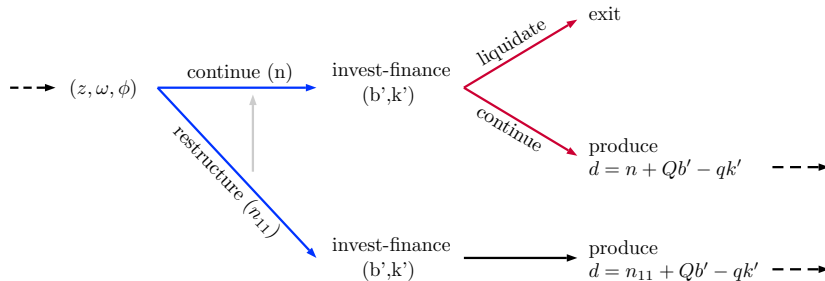 exit
liquidate
continue (n)
invest-finance
(b',k')
(z, ω, ϕ)
continue
restructure (n₁₁)
produce
d = n + Qb′ − qk′
invest-finance
(b',k')
produce
d = n₁₁ + Qb′ − qk′